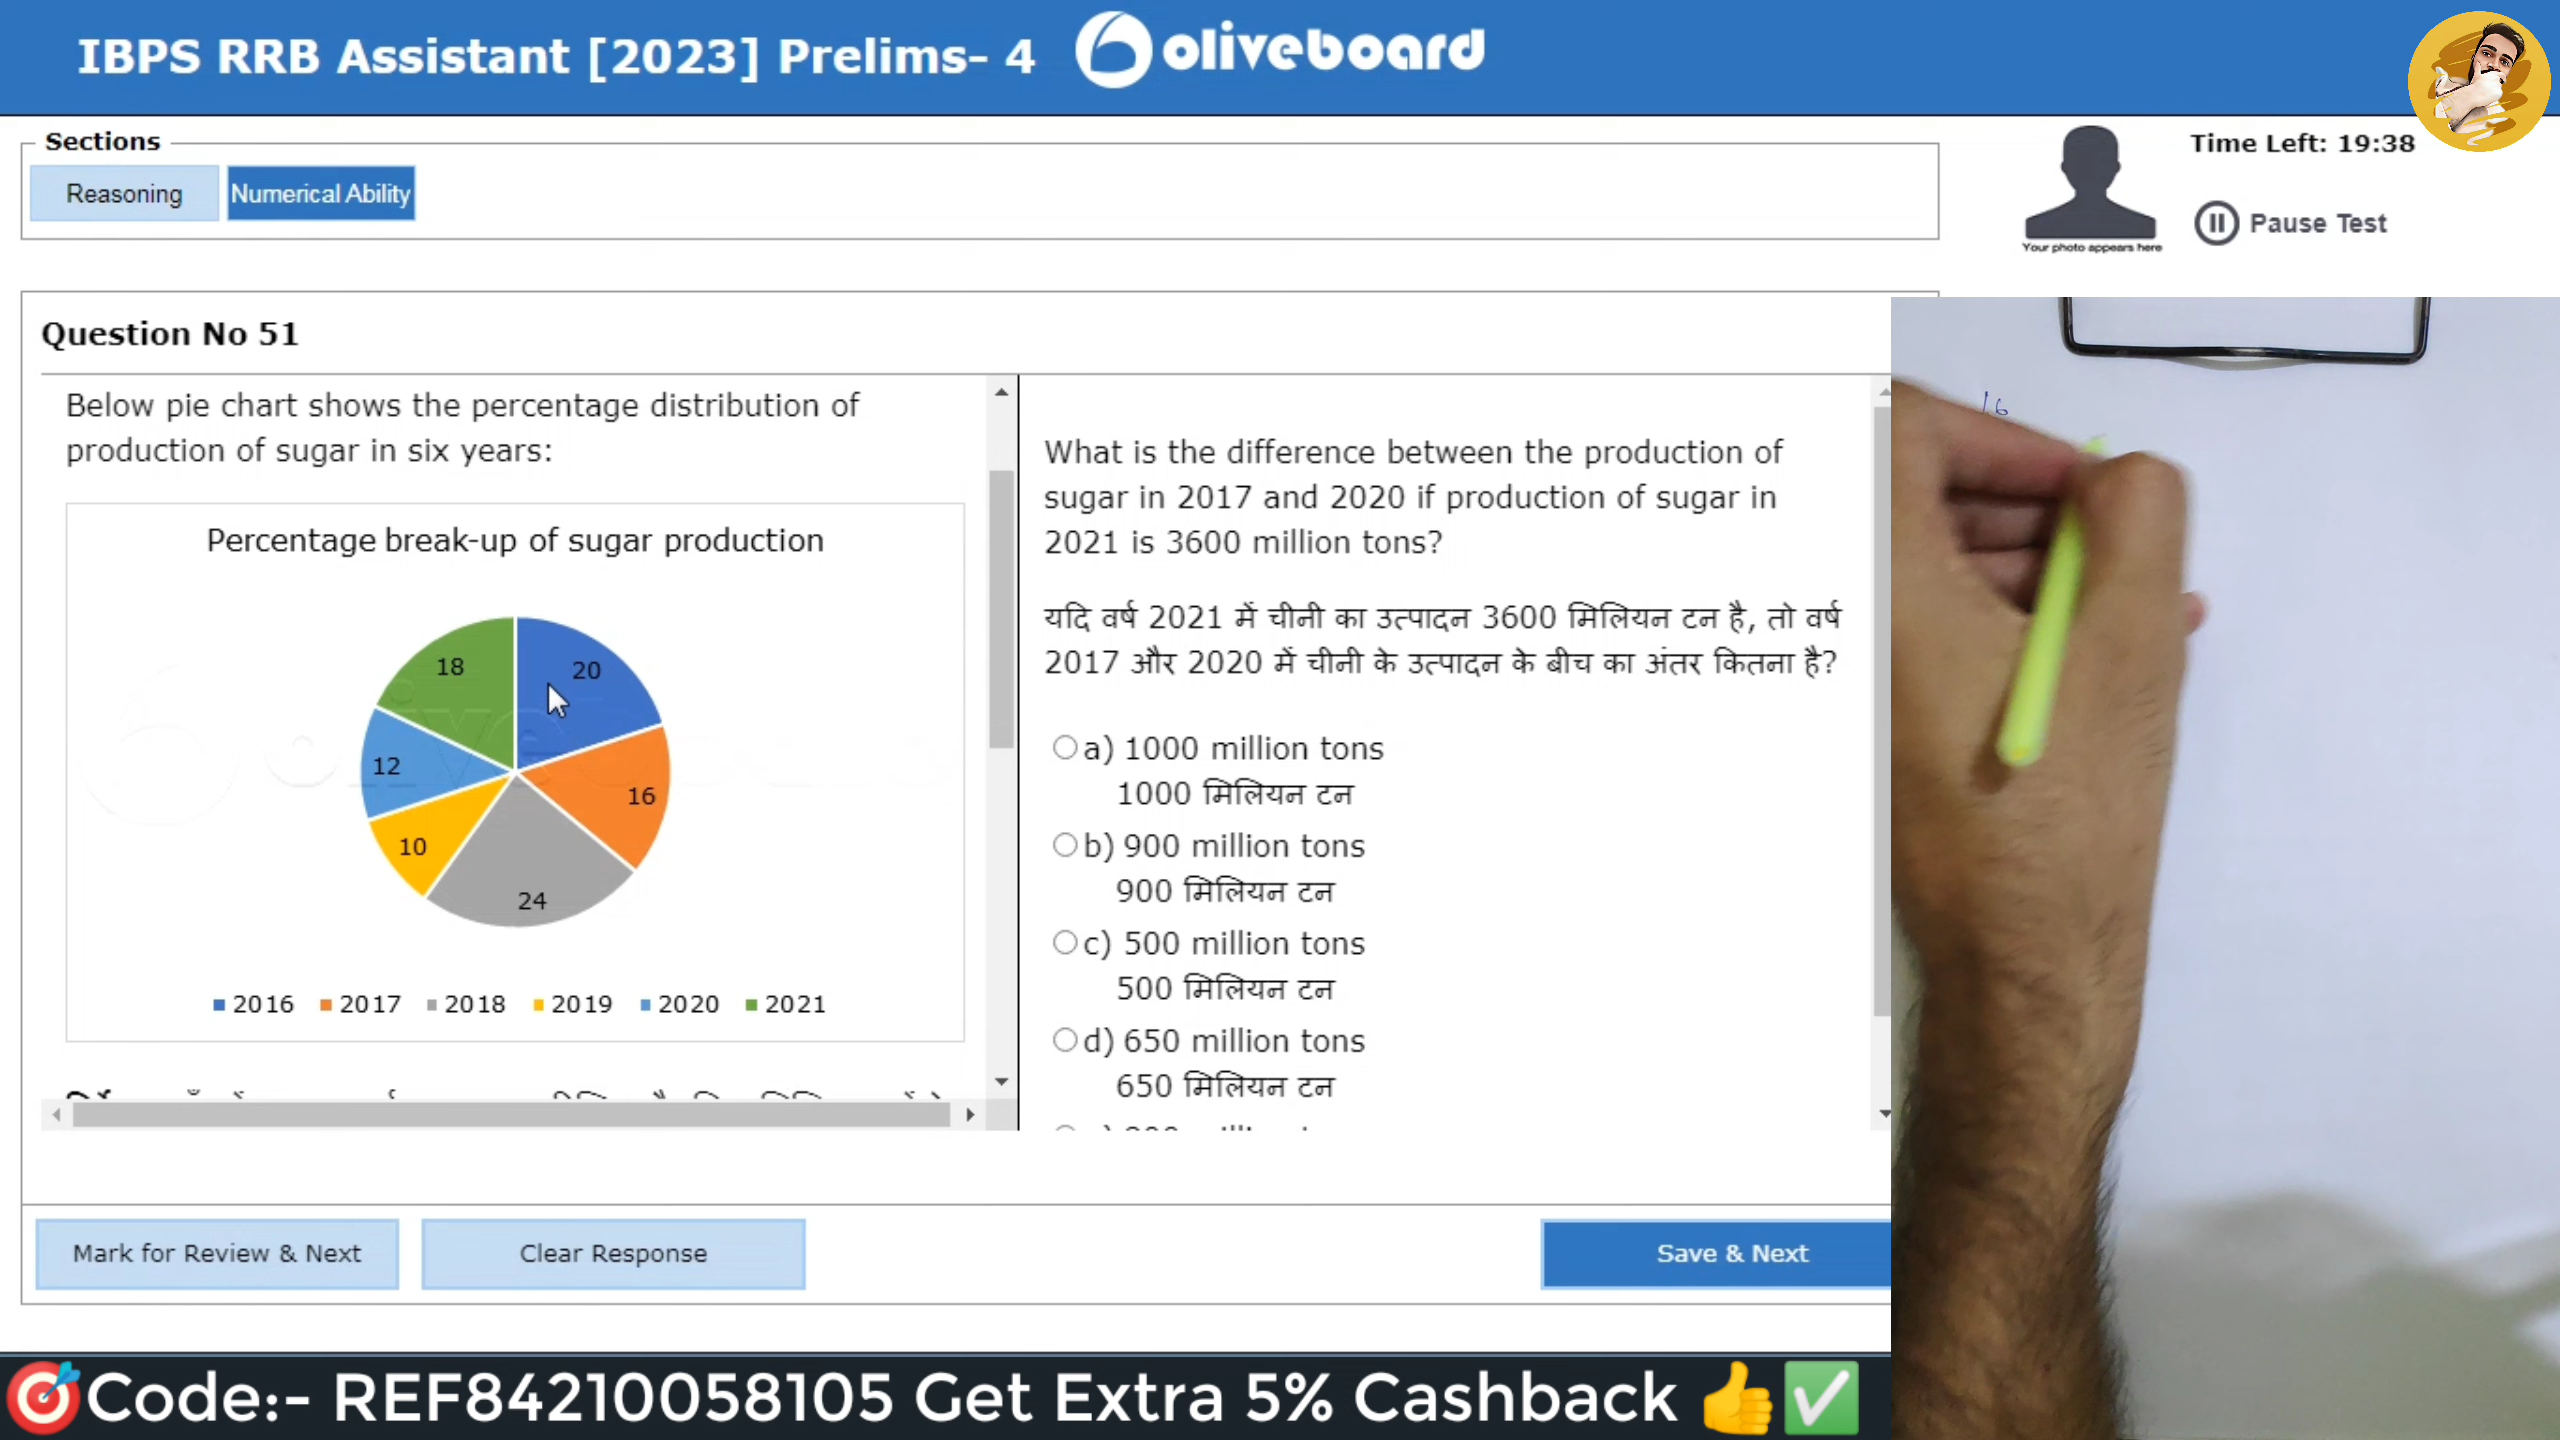 IBPS RRB Assistant [2023] Prelims- 4
oliveboard
Sections
Reasoning
Numerical Ability
Your photo appears here
Time Left: 19:38
Pause Test
Question No 51
Below pie chart shows the percentage distribution of
production of sugar in six years:
Percentage break-up of sugar production
18
20
12
16
10
24
2016
2017
2018
2019
2020
2021
What is the difference between the production of
sugar in 2017 and 2020 if production of sugar in
2021 is 3600 million tons?
यदि वर्ष 2021 में चीनी का उत्पादन 3600 मिलियन टन है, तो वर्ष
2017 और 2020 में चीनी के उत्पादन के बीच का अंतर कितना है?
a) 1000 million tons
1000 मिलियन टन
b) 900 million tons
900 मिलियन टन
c) 500 million tons
500 मिलियन टन
d) 650 million tons
650 मिलियन टन
16
Mark for Review & Next
Clear Response
Save & Next
Code:- REF84210058105 Get Extra 5% Cashback